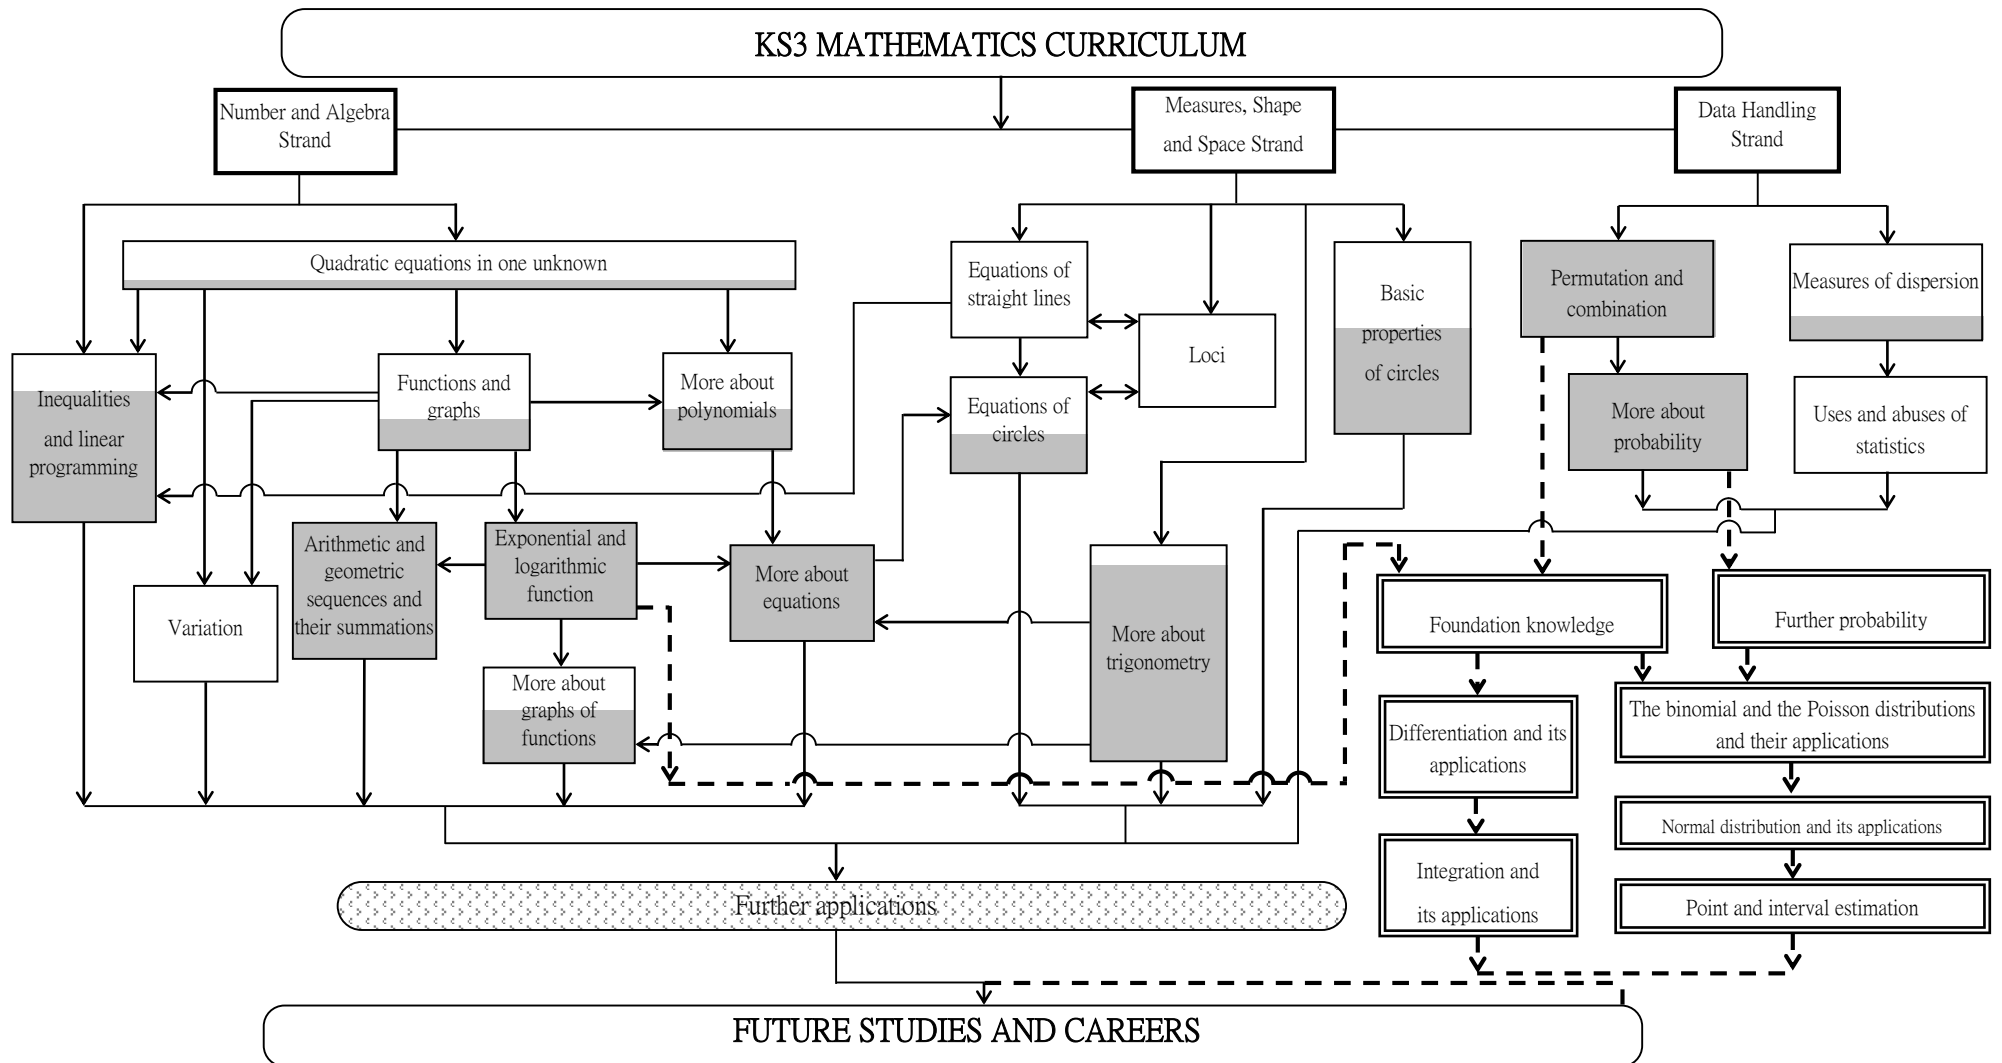 KS3 MATHEMATICS CURRICULUM
Number and Algebra
Strand
Measures, Shape
and Space Strand
Data Handling
Strand
Quadratic equations in one unknown
Equations of
straight lines
Loci
Basic
properties
of circles
Permutation and
combination
Measures of dispersion
Inequalities
and linear
programming
Functions and
graphs
More about
polynomials
Equations of
circles
More about
probability
Uses and abuses of
statistics
Arithmetic and
geometric
sequences and
their summations
Exponential and
logarithmic
function
More about
equations
More about
trigonometry
Variation
More about
graphs of
functions
Foundation knowledge
Further probability
Differentiation and its
applications
The binomial and the Poisson distributions
and their applications
Normal distribution and its applications
Integration and
its applications
Point and interval estimation
Further applications
FUTURE STUDIES AND CAREERS